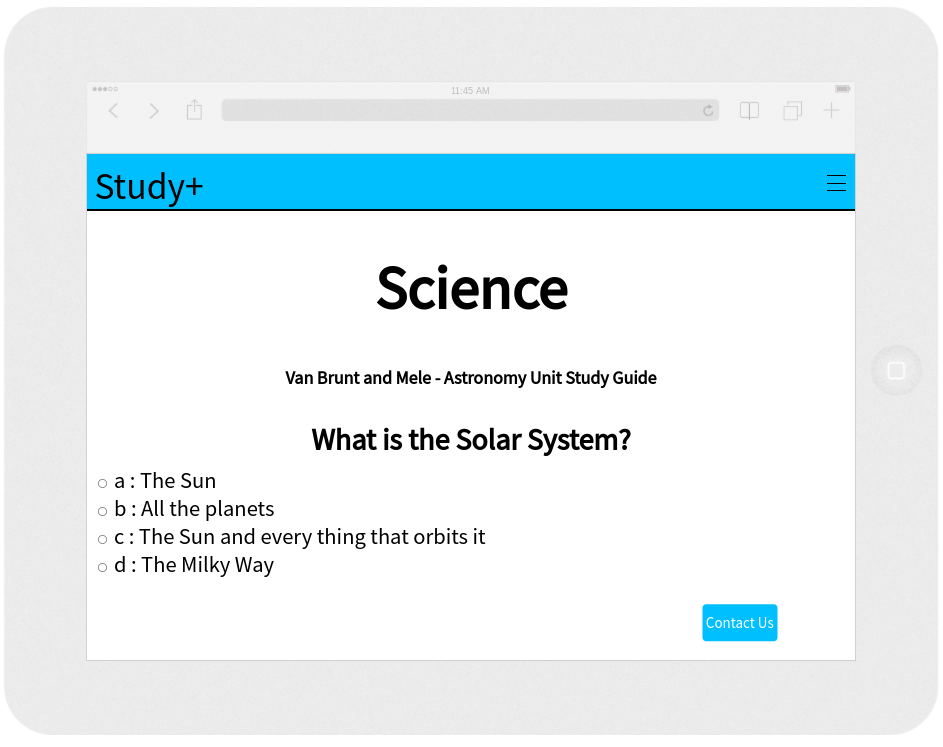 11:45 AM
Study+
Science
Van Brunt and Mele - Astronomy Unit Study Guide
What is the Solar System?
a : The Sun
b : All the planets
c : The Sun and every thing that orbits it
d : The Milky Way
Contact Us